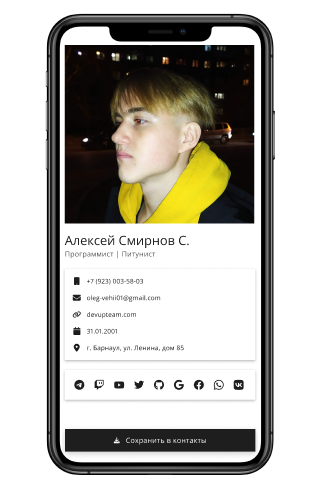 Алексей Смирнов С.
Программист | Питунист
+7 (923) 003-58-03
oleg-vehii01@gmail.com
devupteam.com
31.01.2001
г. Барнаул, ул. Ленина, дом 85
Сохранить в контакты